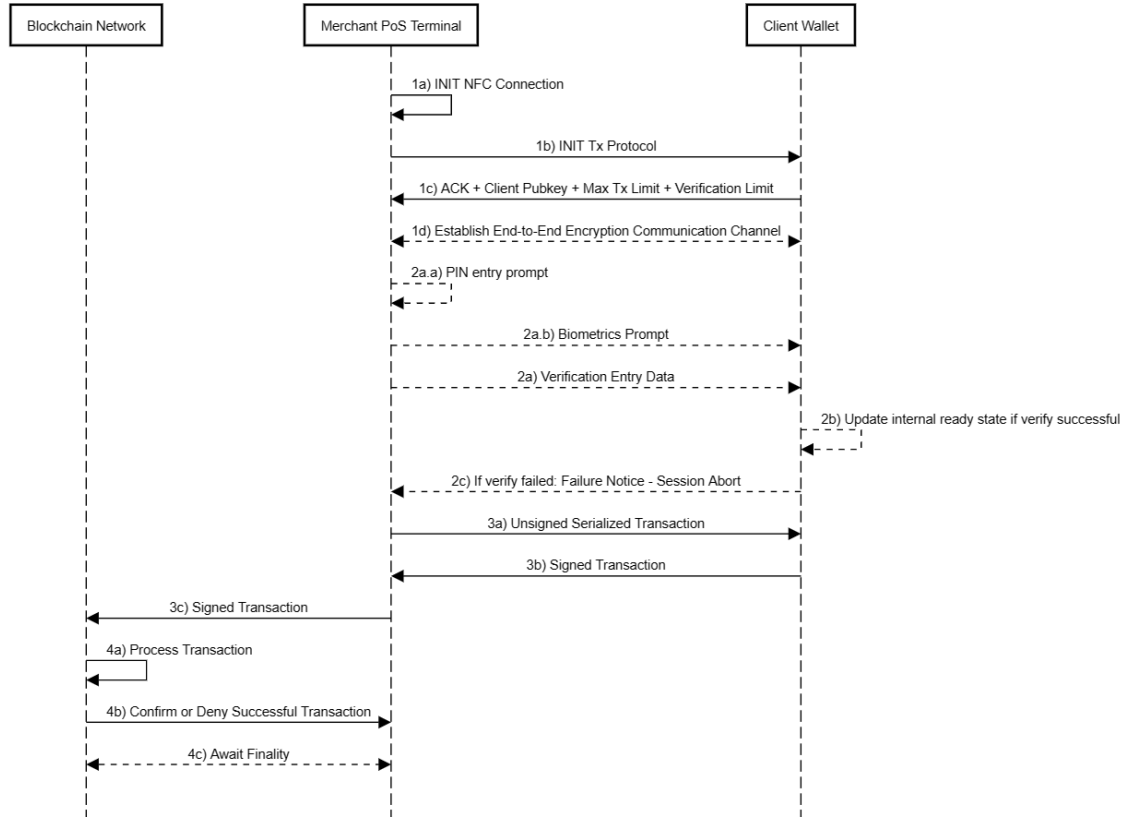 Blockchain Network
Merchant PoS Terminal
Client Wallet
1a) INIT NFC Connection
1b) INIT Tx Protocol
1c) ACK + Client Pubkey + Max Tx Limit + Verification Limit
1d) Establish End-to-End Encryption Communication Channel
2a.a) PIN entry prompt
2a.b) Biometrics Prompt
2a) Verification Entry Data
2b) Update internal ready state if verify successful
2c) If verify failed: Failure Notice - Session Abort
3a) Unsigned Serialized Transaction
3b) Signed Transaction
3c) Signed Transaction
4a) Process Transaction
4b) Confirm or Deny Successful Transaction
4c) Await Finality